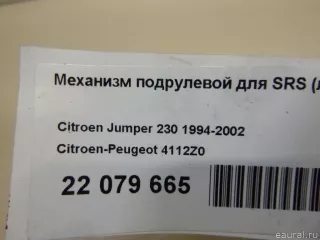 Механизм подрулевой для SRS (
Citroen Jumper 230 1994-2002
Citroen-Peugeot 4112Z0
22 079 665
eaural.ru